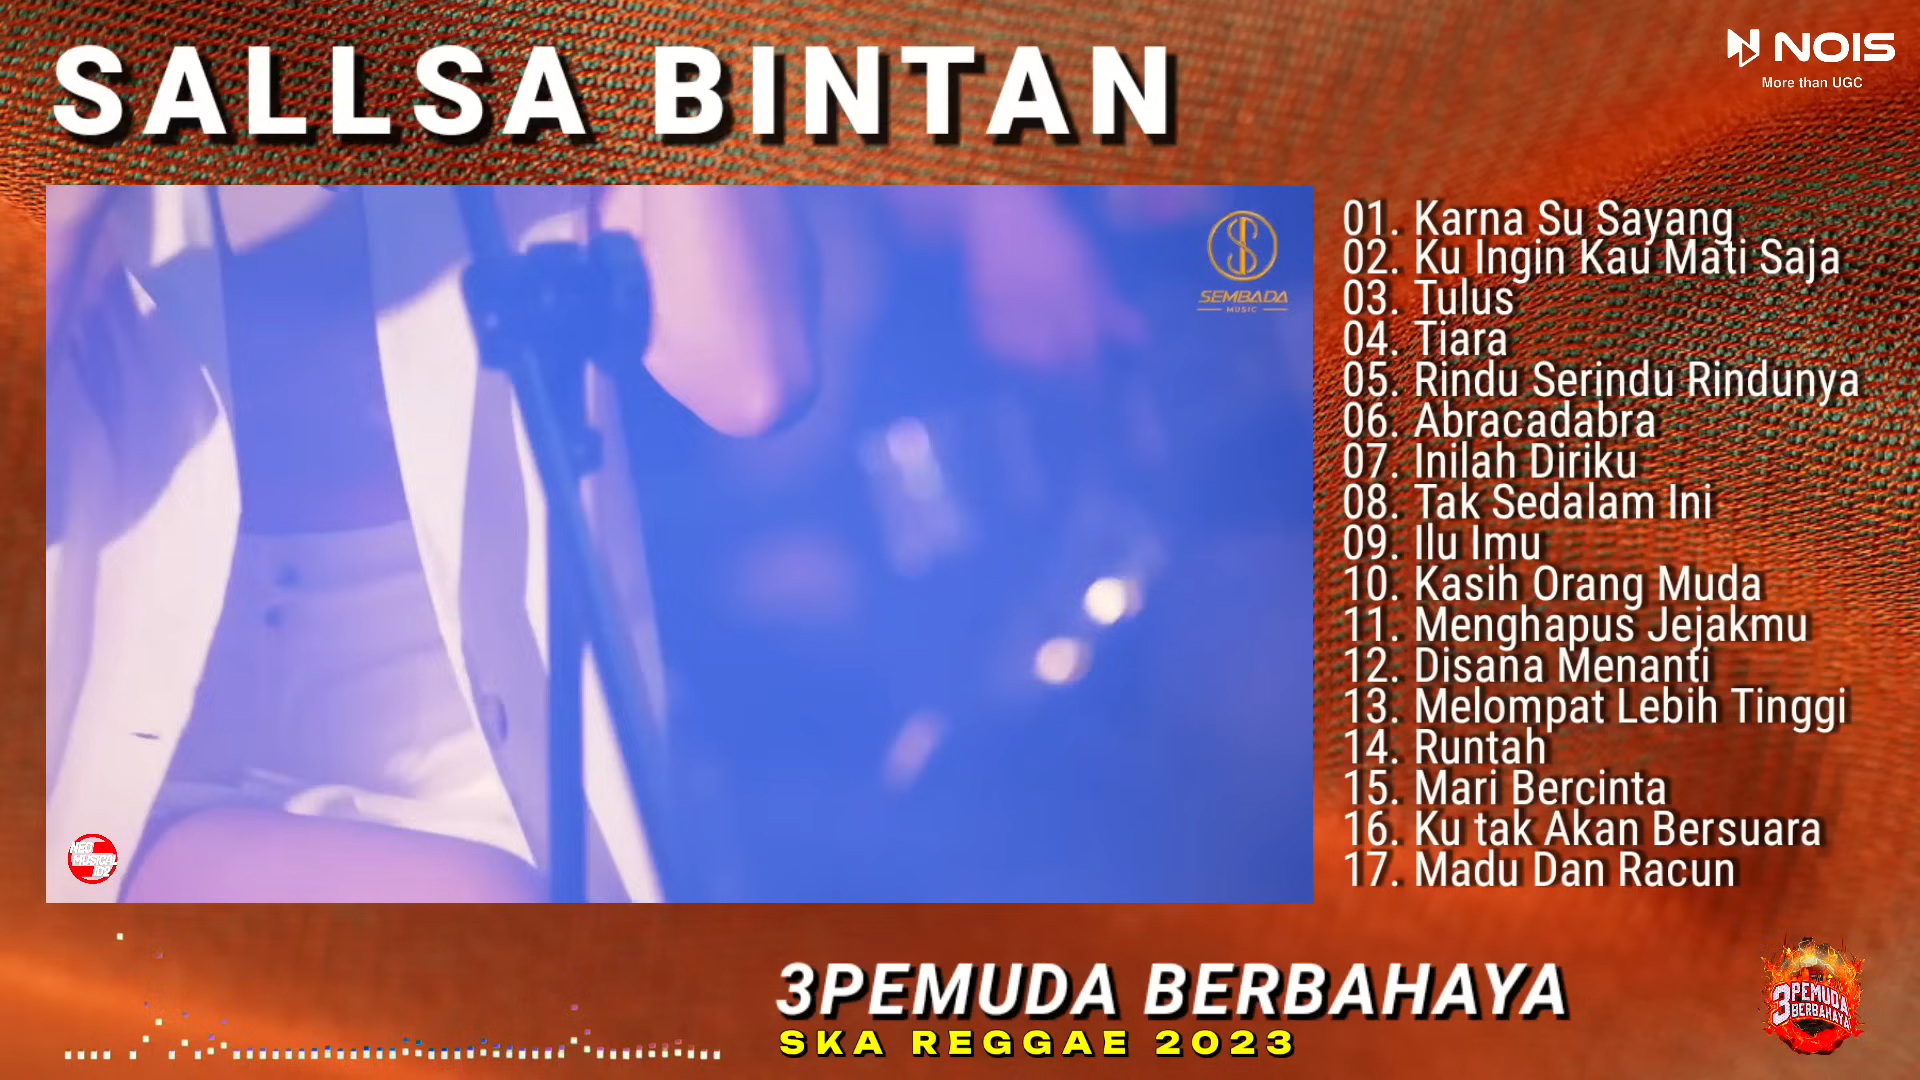 SALLSA BINTAN
NOIS
More than UGC
SEMBADA
MUSIC
01. Karna Su Sayang
02. Ku Ingin Kau Mati Saja
03. Tulus
04. Tiara
05. Rindu Serindu Rindunya
06. Abracadabra
07. Inilah Diriku
08. Tak Sedalam Ini
09. Ilu Imu
10. Kasih Orang Muda
11. Menghapus Jejakmu
12. Disana Menanti
13. Melompat Lebih Tinggi
14. Runtah
15. Mari Bercinta
16. Ku tak Akan Bersuara
17. Madu Dan Racun
NEO
MUSICAL
ID2
3PEMUDA BERBAHAYA
SKA REGGAE 2023
3PEMUDA
BERBAHAYA